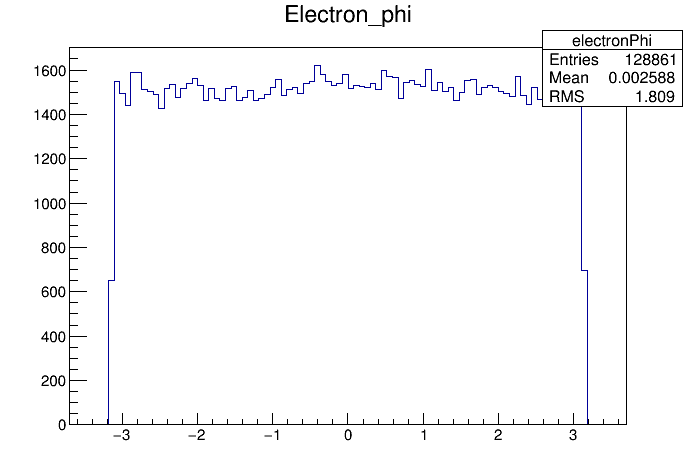 Electron_phi
electronPhi
Entries 128861
Mean 0.002588
RMS 1.809
1600
1400
1200
1000
800
600
400
200
0
−3 −2 −1 0 1 2 3